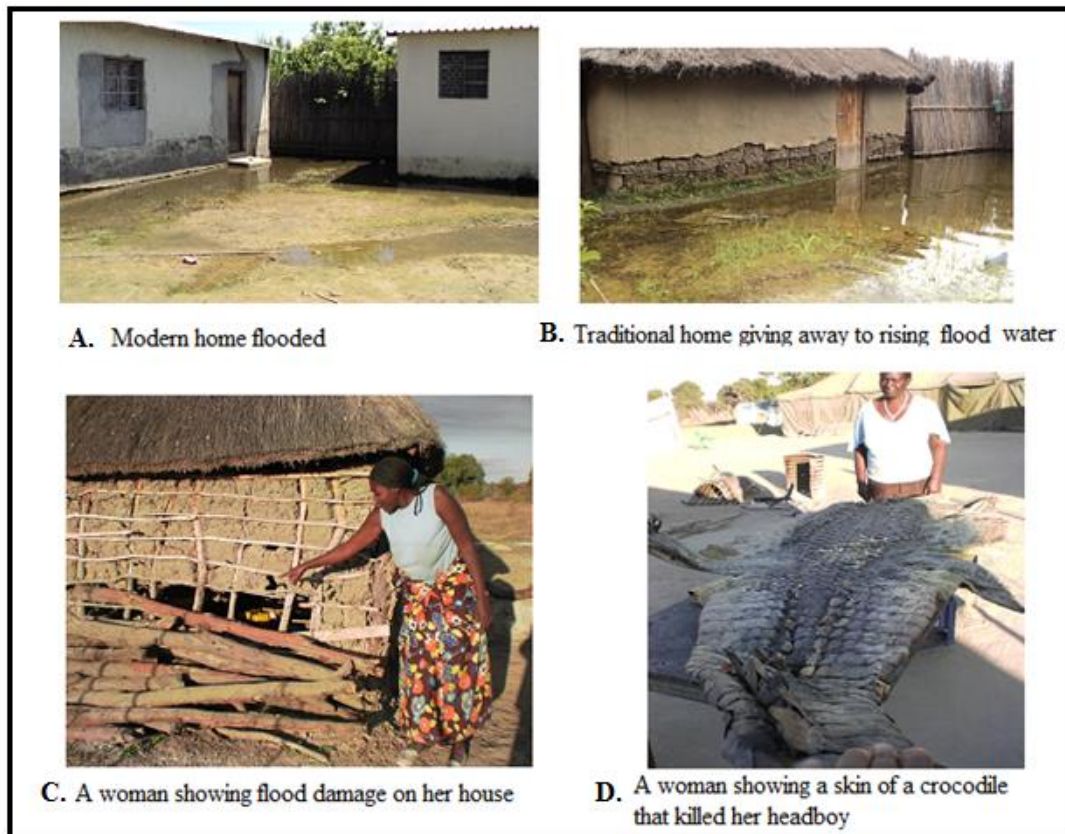 A. Modern home flooded
B. Traditional home giving away to rising flood water
C. A woman showing flood damage on her house
D. A woman showing a skin of a crocodile
that killed her headboy